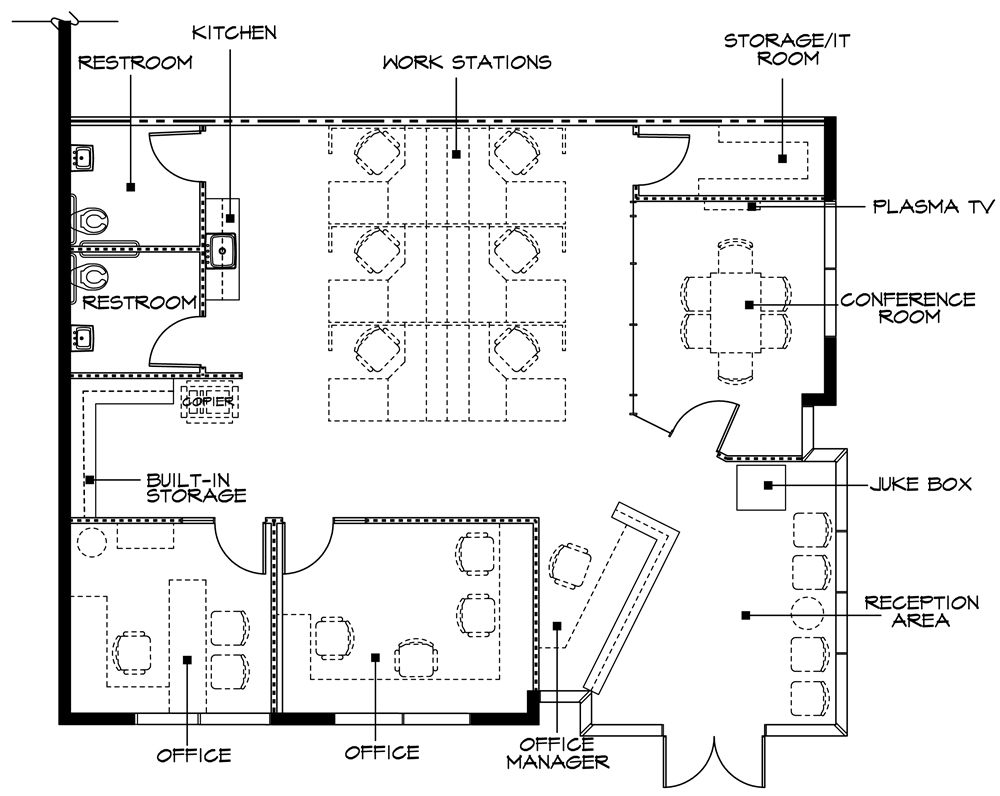 KITCHEN
RESTROOM
WORK STATIONS
STORAGE/IT
ROOM
PLASMA TV
RESTROOM
CONFERENCE
ROOM
COPIER
BUILT-IN
STORAGE
JUKE BOX
RECEPTION
AREA
OFFICE
OFFICE
OFFICE
MANAGER